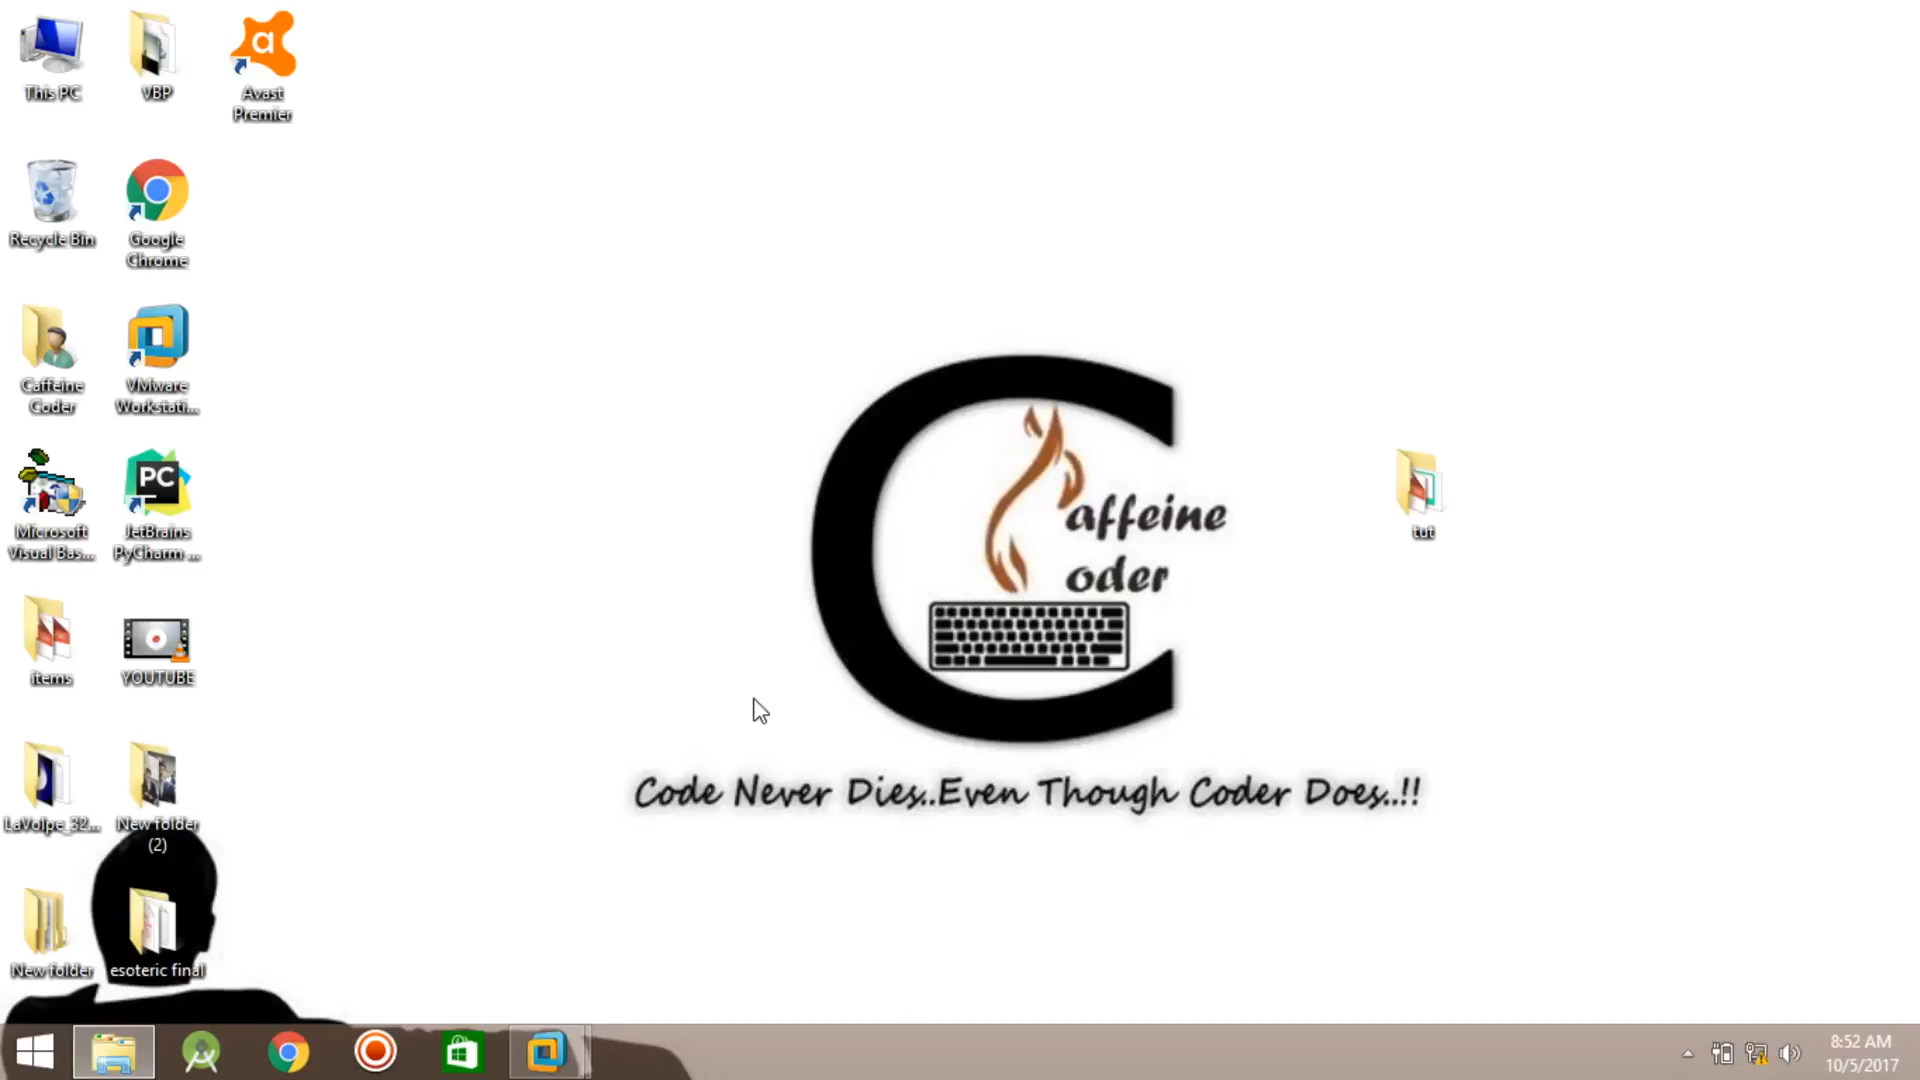 This PC
VBP
Avast
Premier
Recycle Bin
Google
Chrome
Caffeine
Coder
VMware
Workstati...
Microsoft
Visual Bas...
PC
JetBrains
PyCharm ...
items
YOUTUBE
LaVolpe_32...
New folder
(2)
New folder
esoteric final
affeine
oder
tut
Code Never Dies..Even Though Coder Does..!!
8:52 AM
10/5/2017